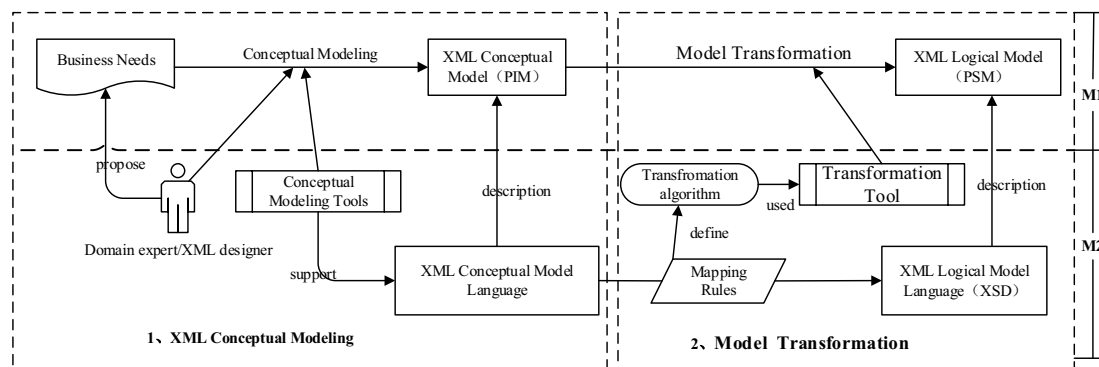 Business Needs
Conceptual Modeling
XML Conceptual
Model（PIM）
Model Transformation
XML Logical Model
（PSM）
M1
propose
Conceptual
Modeling Tools
description
Transfromation
algorithm
used
Transformation
Tool
description
Domain expert/XML designer
define
M2
support
XML Conceptual Model
Language
Mapping
Rules
XML Logical Model
Language（XSD）
1、XML Conceptual Modeling
2、Model Transformation